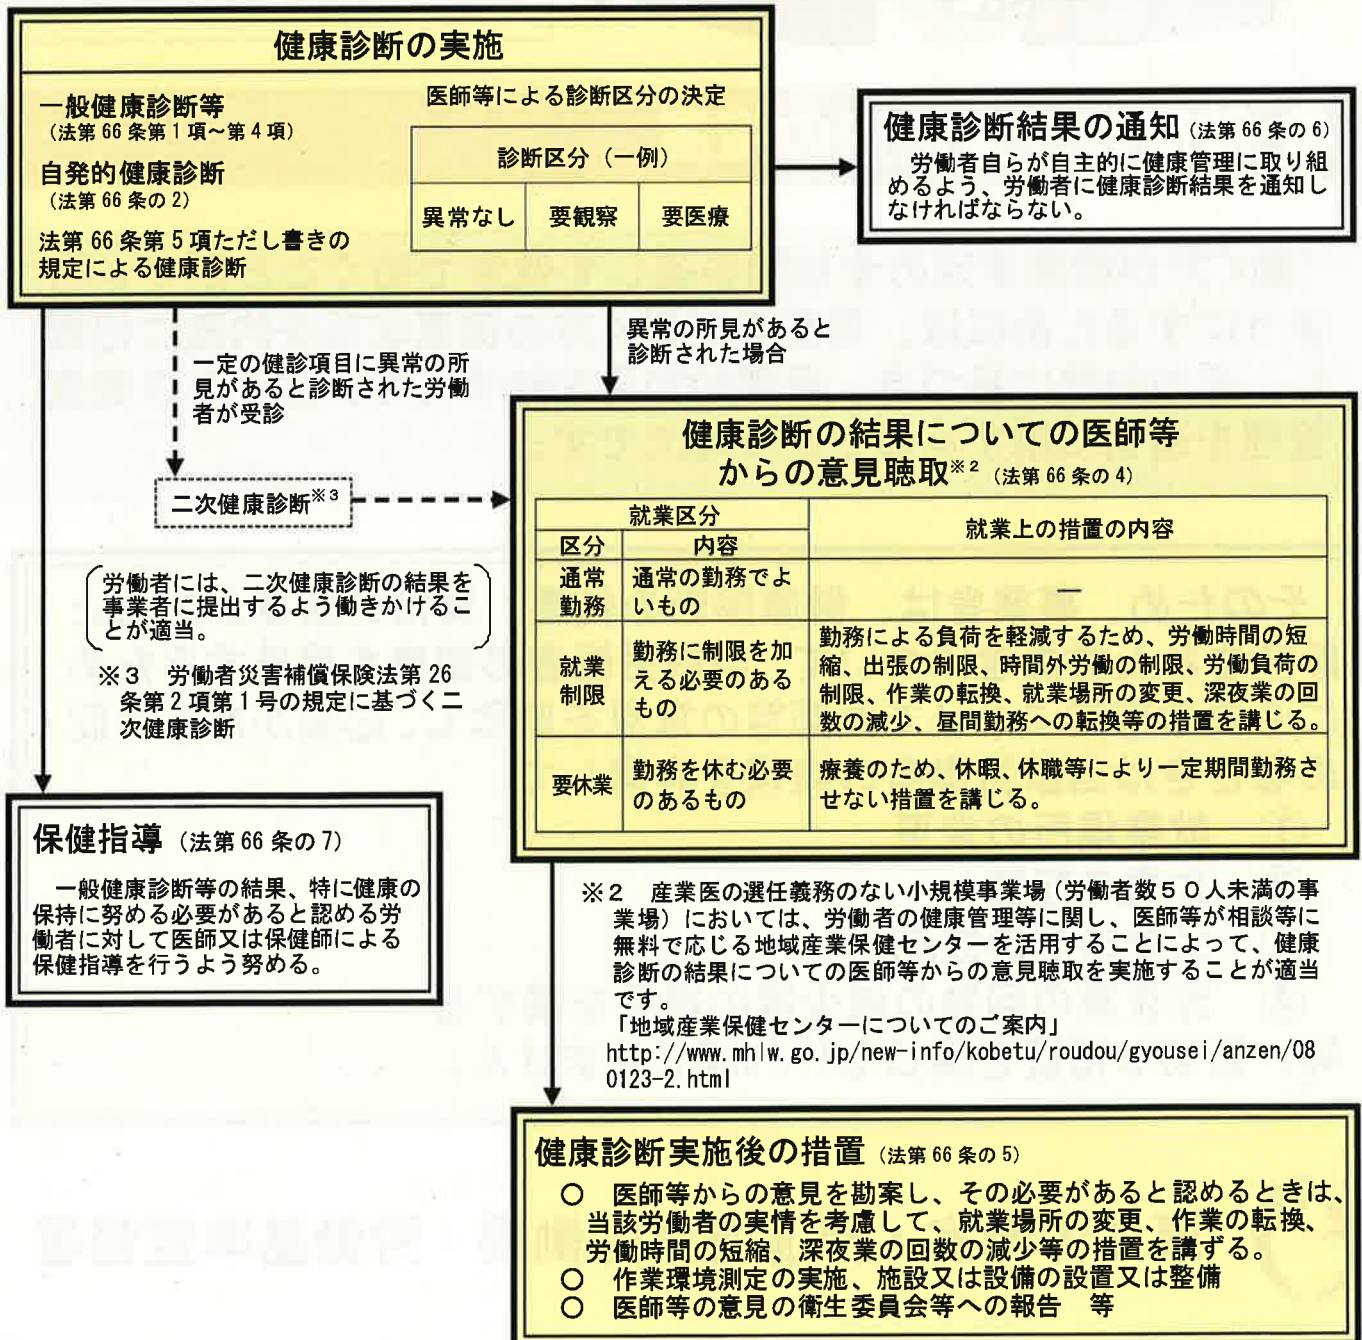 健康診断の実施
一般健康診断等
(法第66条第1項～第4項)
自発的健康診断
(法第66条の2)
法第66条第5項ただし書きの
規定による健康診断
医師等による診断区分の決定
診断区分（一例）
異常なし 要観察 要医療
健康診断結果の通知 (法第66条の6)
労働者自らが自主的に健康管理に取り組
めるよう、労働者に健康診断結果を通知し
なければならない。
一定の健診項目に異常の所
見があると診断された労働
者が受診
異常の所見があると
診断された場合
二次健康診断※3
労働者には、二次健康診断の結果を
事業者に提出するよう働きかけるこ
とが適当。
※3 労働者災害補償保険法第26
条第2項第1号の規定に基づく二
次健康診断
健康診断の結果についての医師等
からの意見聴取※2 (法第66条の4)
就業区分 就業上の措置の内容
区分 内容
通常
勤務
通常の勤務でよ
いもの
―
就業
制限
勤務に制限を加
える必要のある
もの
勤務による負荷を軽減するため、労働時間の短
縮、出張の制限、時間外労働の制限、労働負荷の
制限、作業の転換、就業場所の変更、深夜業の回
数の減少、昼間勤務への転換等の措置を講じる。
要休業
勤務を休む必要
のあるもの
療養のため、休暇、休職等により一定期間勤務さ
せない措置を講じる。
保健指導 (法第66条の7)
一般健康診断等の結果、特に健康の
保持に努める必要があると認める労
働者に対して医師又は保健師による
保健指導を行うよう努める。
※2 産業医の選任義務のない小規模事業場（労働者数５０人未満の事
業場）においては、労働者の健康管理等に関し、医師等が相談等に
無料で応じる地域産業保健センターを活用することによって、健康
診断の結果についての医師等からの意見聴取を実施することが適当
です。
「地域産業保健センターについてのご案内」
http://www.mhlw.go.jp/new-info/kobetu/roudou/gyousei/anzen/08
0123-2.html
健康診断実施後の措置 (法第66条の5)
○ 医師等からの意見を勘案し、その必要があると認めるときは、
当該労働者の実情を考慮して、就業場所の変更、作業の転換、
労働時間の短縮、深夜業の回数の減少等の措置を講ずる。
○ 作業環境測定の実施、施設又は設備の設置又は整備
○ 医師等の意見の衛生委員会等への報告 等